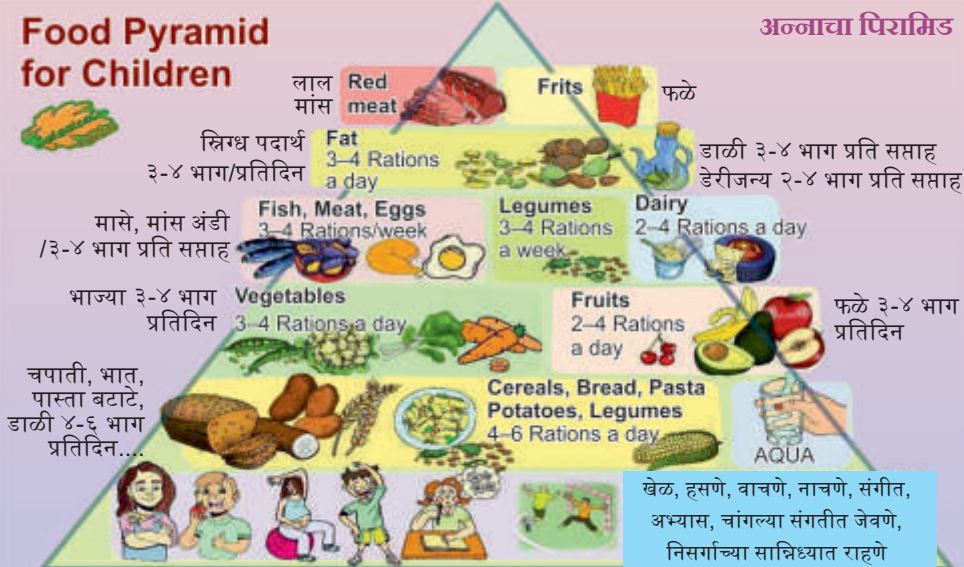 Food Pyramid
for Children
अन्नाचा पिरामिड
लाल
मांस
Red
meat
Frits
फळे
स्निग्ध पदार्थ
३-४ भाग/प्रतिदिन
Fat
3–4 Rations
a day
डाळी ३-४ भाग प्रति सप्ताह
डेरीजन्य २-४ भाग प्रति सप्ताह
मासे, मांस अंडी
/३-४ भाग प्रति सप्ताह
Fish, Meat, Eggs
3–4 Rations/week
Legumes
3–4 Rations
a week
Dairy
2–4 Rations a day
भाज्या ३-४ भाग
प्रतिदिन
Vegetables
3–4 Rations a day
Fruits
2–4 Rations
a day
फळे ३-४ भाग
प्रतिदिन
चपाती, भात,
पास्ता बटाटे,
डाळी ४-६ भाग
प्रतिदिन....
Cereals, Bread, Pasta
Potatoes, Legumes
4–6 Rations a day
AQUA
खेळ, हसणे, वाचणे, नाचणे, संगीत,
अभ्यास, चांगल्या संगतीत जेवणे,
निसर्गाच्या सान्निध्यात राहणे